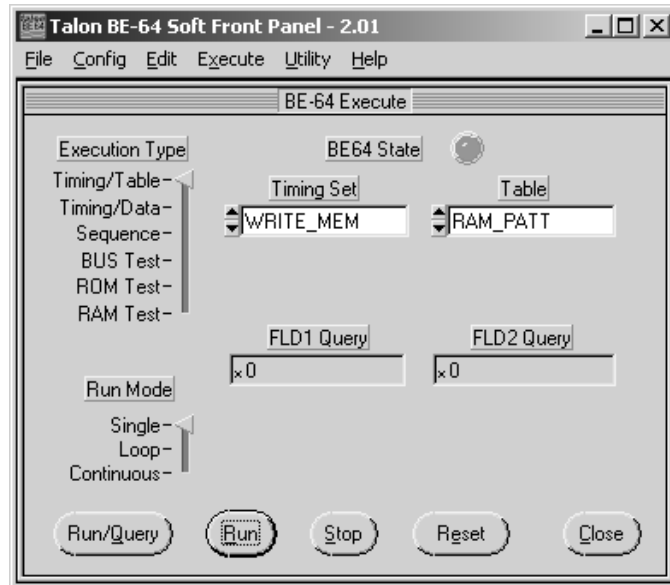 Talon BE-64 Soft Front Panel - 2.01
File Config Edit Execute Utility Help
BE-64 Execute
Execution Type
BE64 State
Timing/Table
Timing/Data
Sequence
BUS Test
ROM Test
RAM Test
Timing Set
Table
WRITE_MEM
RAM_PATT
FLD1 Query
FLD2 Query
x0
x0
Run Mode
Single
Loop
Continuous
Run/Query Run Stop Reset Close